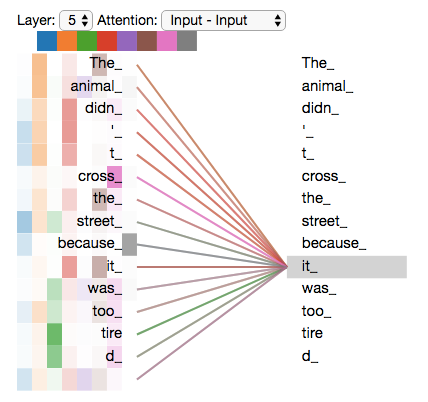 Layer: 5 Attention: Input - Input
The_ The_
animal_ animal_
didn_ didn_
'_ '_
t_ t_
cross_ cross_
the_ the_
street_ street_
because_ because_
it_ it_
was_ was_
too_ too_
tire tire
d_ d_